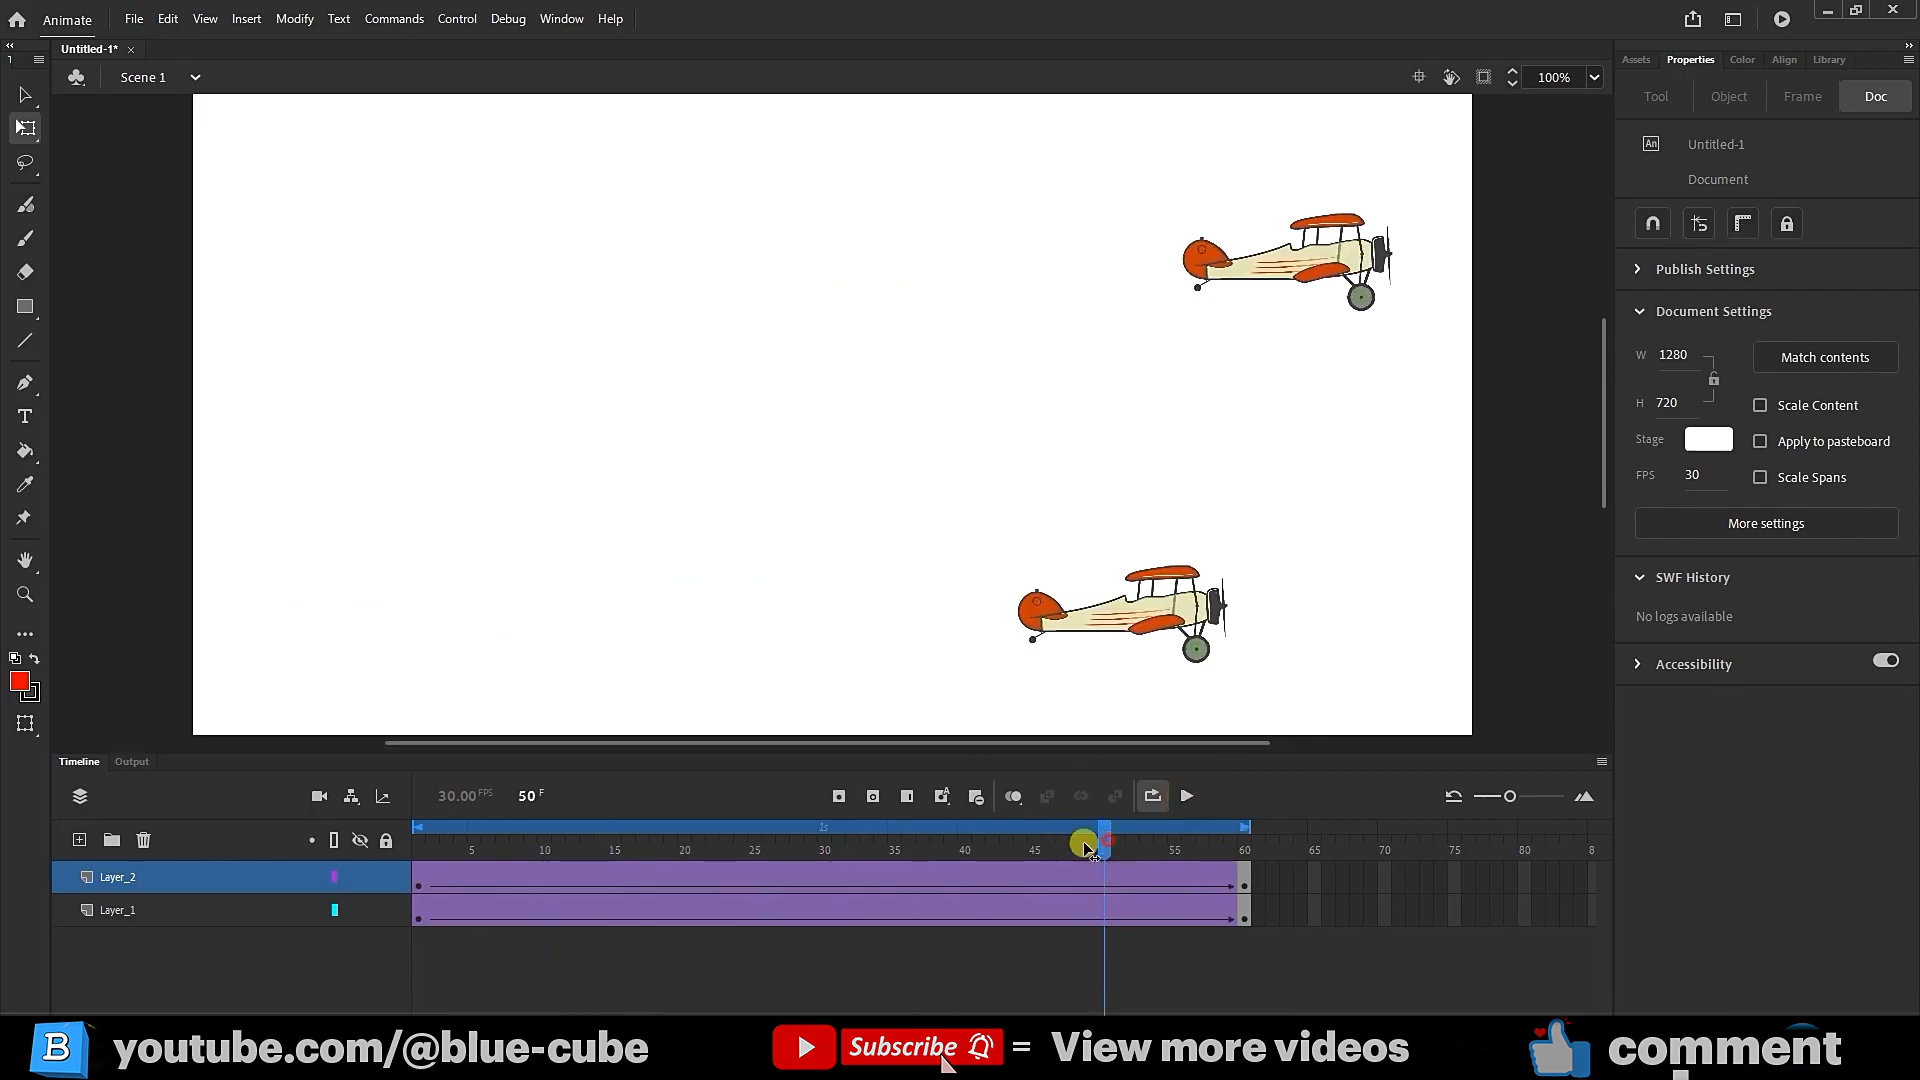 Animate File Edit View Insert Modify Text Commands Control Debug Window Help
Untitled-1*
Scene 1 100%
Assets Properties Color Align Library
Tool Object Frame Doc
An Untitled-1
Document
Publish Settings
Document Settings
W 1280 Match contents
H 720 Scale Content
Stage Apply to pasteboard
FPS 30 Scale Spans
More settings
SWF History
No logs available
Accessibility
Timeline Output
30.00 FPS 50 F
1s
5 10 15 20 25 30 35 40 45 55 60 65 70 75 80 8
Layer_2
Layer_1
B youtube.com/@blue-cube Subscribe = View more videos comment